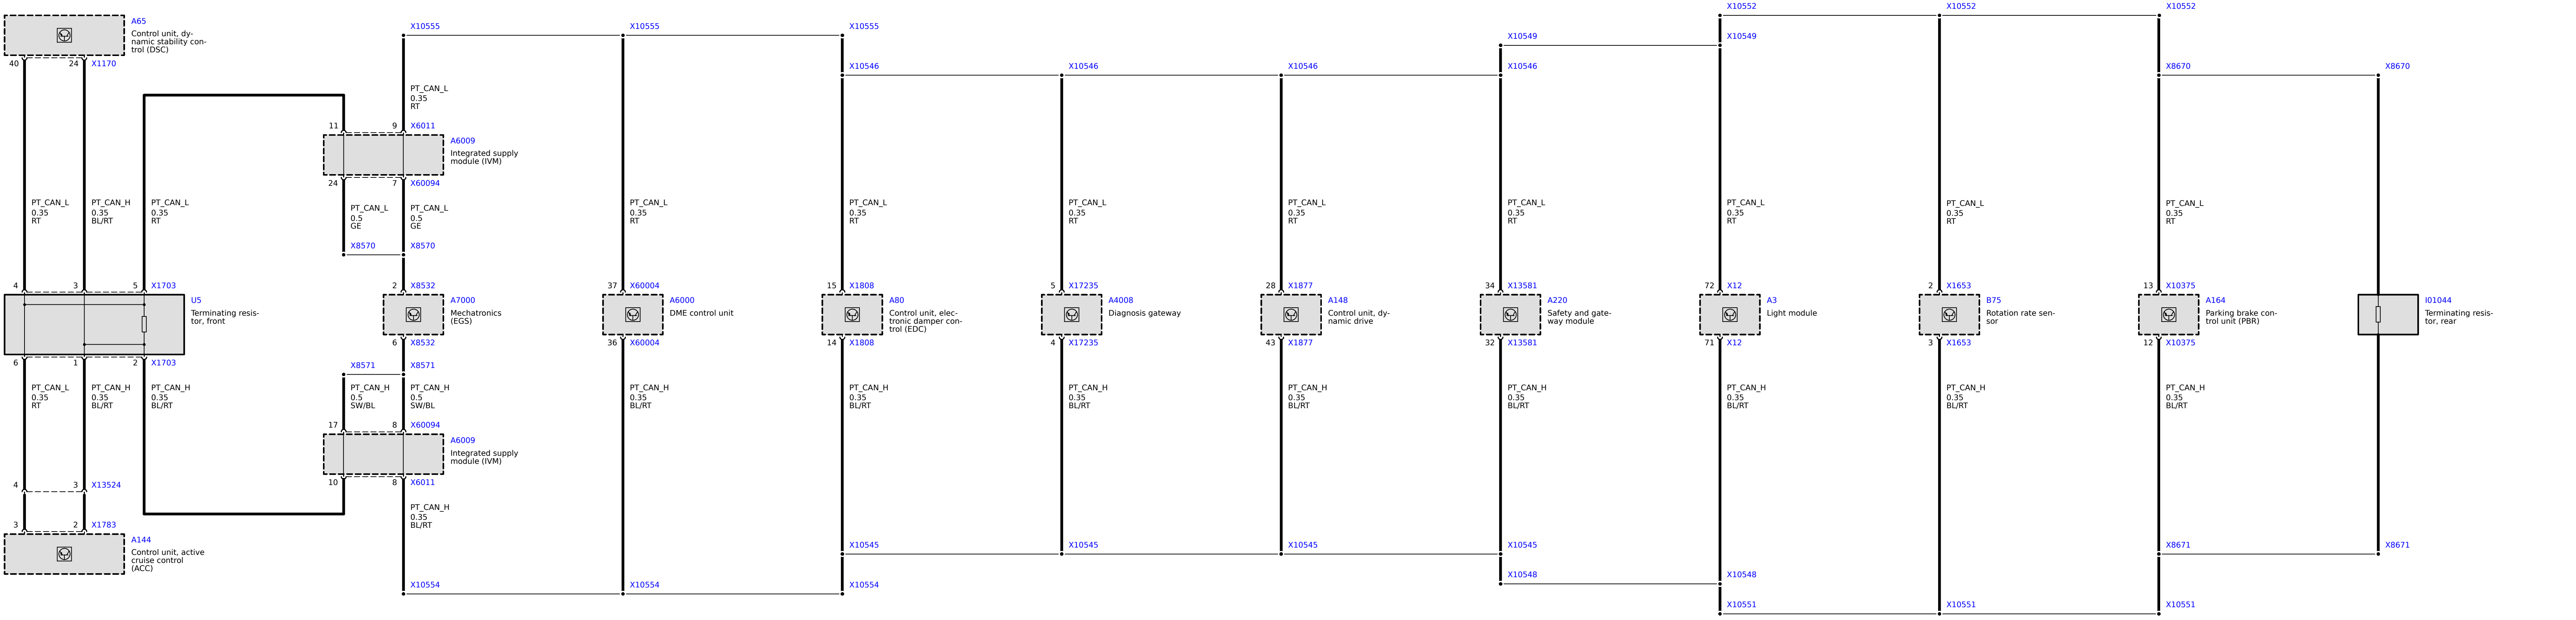 X10552
X10552
X10552
A65
Control unit, dy-
namic stability con-
trol (DSC)
X10555
X10555
X10555
X10549
X10549
40
24
X1170
X10546
X10546
X10546
X10546
X8670
X8670
PT_CAN_L
0.35
RT
11
9
X6011
A6009
Integrated supply
module (IVM)
24
7
X60094
PT_CAN_L
0.35
RT
PT_CAN_H
0.35
BL/RT
PT_CAN_L
0.35
RT
PT_CAN_L
0.5
GE
PT_CAN_L
0.5
GE
PT_CAN_L
0.35
RT
PT_CAN_L
0.35
RT
PT_CAN_L
0.35
RT
PT_CAN_L
0.35
RT
PT_CAN_L
0.35
RT
PT_CAN_L
0.35
RT
PT_CAN_L
0.35
RT
PT_CAN_L
0.35
RT
X8570
X8570
4
3
5
X1703
2
X8532
37
X60004
15
X1808
5
X17235
28
X1877
34
X13581
72
X12
2
X1653
13
X10375
U5
Terminating resis-
tor, front
A7000
Mechatronics
(EGS)
A6000
DME control unit
A80
Control unit, elec-
tronic damper con-
trol (EDC)
A4008
Diagnosis gateway
A148
Control unit, dy-
namic drive
A220
Safety and gate-
way module
A3
Light module
B75
Rotation rate sen-
sor
A164
Parking brake con-
trol unit (PBR)
I01044
Terminating resis-
tor, rear
6
1
2
X1703
6
X8532
36
X60004
14
X1808
4
X17235
43
X1877
32
X13581
71
X12
3
X1653
12
X10375
X8571
X8571
PT_CAN_L
0.35
RT
PT_CAN_H
0.35
BL/RT
PT_CAN_H
0.35
BL/RT
PT_CAN_H
0.5
SW/BL
PT_CAN_H
0.5
SW/BL
PT_CAN_H
0.35
BL/RT
PT_CAN_H
0.35
BL/RT
PT_CAN_H
0.35
BL/RT
PT_CAN_H
0.35
BL/RT
PT_CAN_H
0.35
BL/RT
PT_CAN_H
0.35
BL/RT
PT_CAN_H
0.35
BL/RT
PT_CAN_H
0.35
BL/RT
17
8
X60094
A6009
Integrated supply
module (IVM)
10
8
X6011
4
3
X13524
PT_CAN_H
0.35
BL/RT
3
2
X1783
A144
Control unit, active
cruise control
(ACC)
X10545
X10545
X10545
X10545
X8671
X8671
X10548
X10548
X10554
X10554
X10554
X10551
X10551
X10551